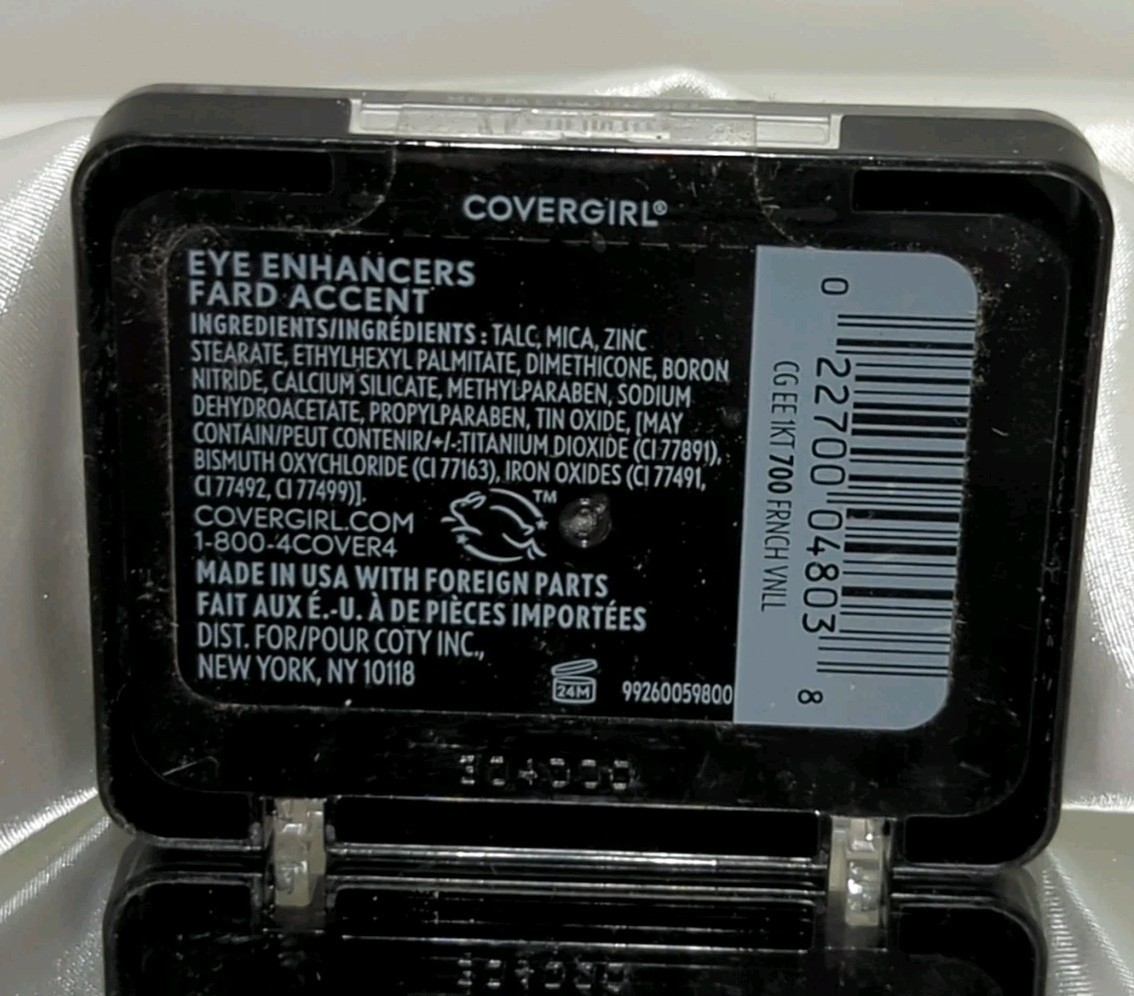 COVERGIRL®
EYE ENHANCERS
FARD ACCENT
INGREDIENTS/INGRÉDIENTS : TALC, MICA, ZINC
STEARATE, ETHYLHEXYL PALMITATE, DIMETHICONE, BORON
NITRIDE, CALCIUM SILICATE, METHYLPARABEN, SODIUM
DEHYDROACETATE, PROPYLPARABEN, TIN OXIDE, [MAY
CONTAIN/PEUT CONTENIR/+/-:TITANIUM DIOXIDE (CI 77891),
BISMUTH OXYCHLORIDE (CI 77163), IRON OXIDES (CI 77491,
CI 77492, CI 77499)].
COVERGIRL.COM
1-800-4COVER4
TM
MADE IN USA WITH FOREIGN PARTS
FAIT AUX É.-U. À DE PIÈCES IMPORTÉES
DIST. FOR/POUR COTY INC.,
NEW YORK, NY 10118
24M
99260059800
0 22700 04803 8
CG EE 1KT 700 FRNCH VNLL